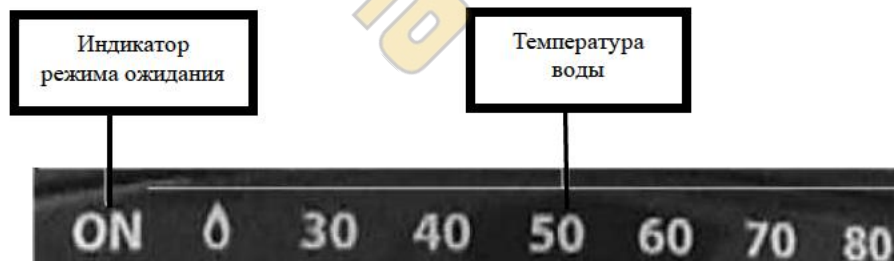 Индикатор
режима ожидания
Температура
воды
ON 30 40 50 60 70 80